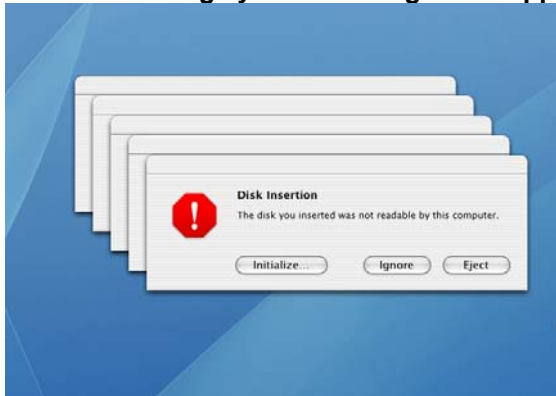 Disk Insertion
The disk you inserted was not readable by this computer.
Initialize...
Ignore
Eject